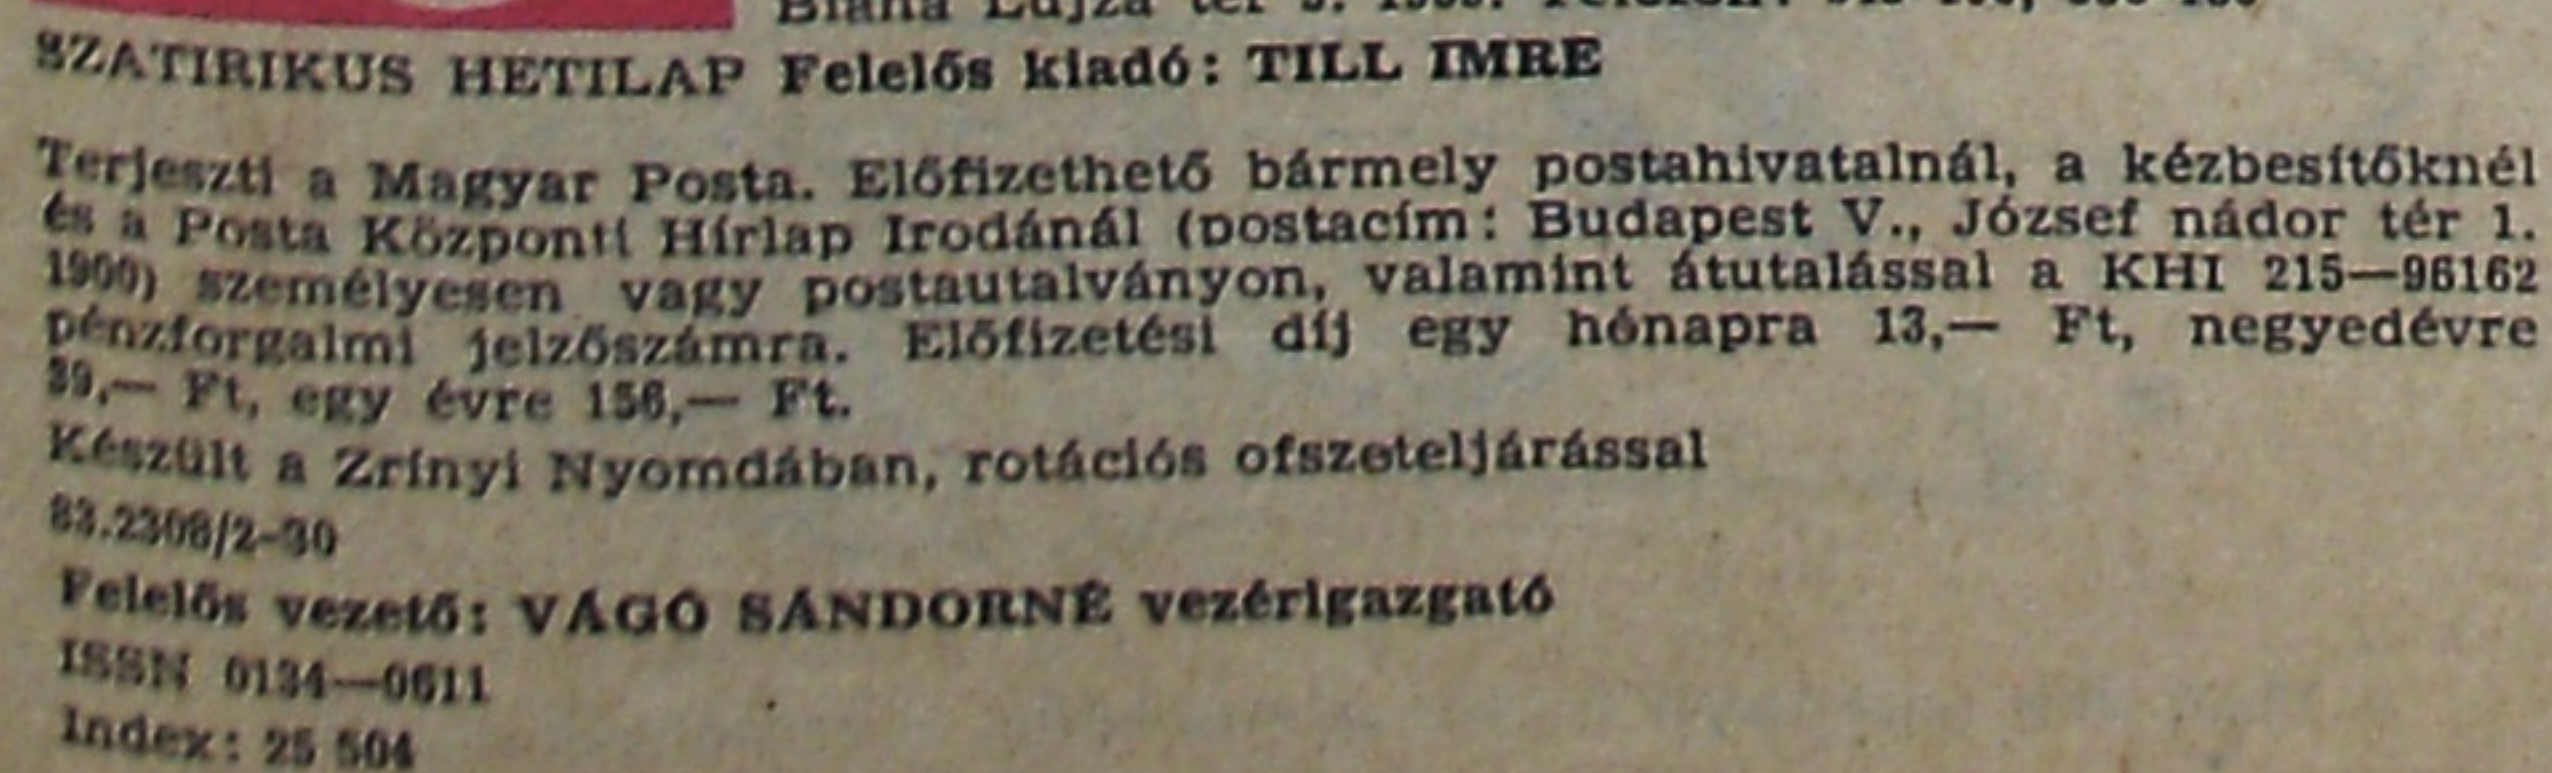 Blaha Lujza tér
SZATIRIKUS HETILAP Felelős kiadó: TILL IMRE
Terjeszti a Magyar Posta. Előfizethető bármely postahivatalnál, a kézbesítőknél
és a Posta Központi Hírlap Irodánál (postacím: Budapest V., József nádor tér 1.
1900) személyesen vagy postautalványon, valamint átutalással a KHI 215—96162
pénzforgalmi jelzőszámra. Előfizetési díj egy hónapra 13,— Ft, negyedévre
39,— Ft, egy évre 156,— Ft.
Készült a Zrínyi Nyomdában, rotációs ofszeteljárással
83.2308/2-30
Felelős vezető: VÁGÓ SÁNDORNÉ vezérigazgató
ISSN 0134—0611
Index: 25 504